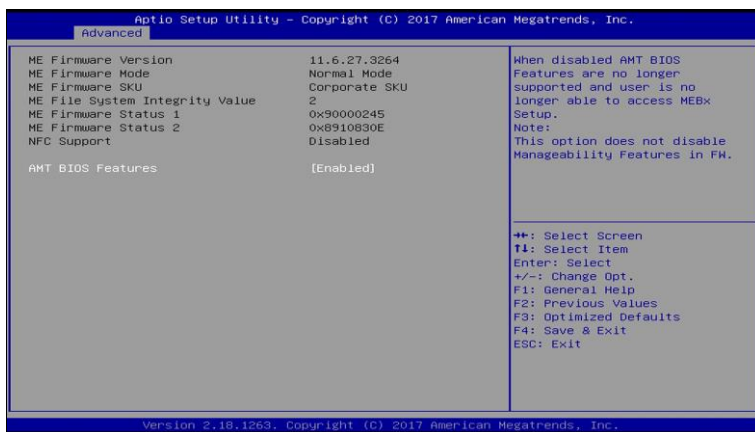 Aptio Setup Utility – Copyright (C) 2017 American Megatrends, Inc.
Advanced
ME Firmware Version 11.6.27.3264
ME Firmware Mode Normal Mode
ME Firmware SKU Corporate SKU
ME File System Integrity Value 2
ME Firmware Status 1 0x90000245
ME Firmware Status 2 0x8910830E
NFC Support Disabled
AMT BIOS Features [Enabled]
When disabled AMT BIOS
Features are no longer
supported and user is no
longer able to access MEBx
Setup.
Note:
This option does not disable
Manageability Features in FW.
→←: Select Screen
↑↓: Select Item
Enter: Select
+/-: Change Opt.
F1: General Help
F2: Previous Values
F3: Optimized Defaults
F4: Save & Exit
ESC: Exit
Version 2.18.1263. Copyright (C) 2017 American Megatrends, Inc.